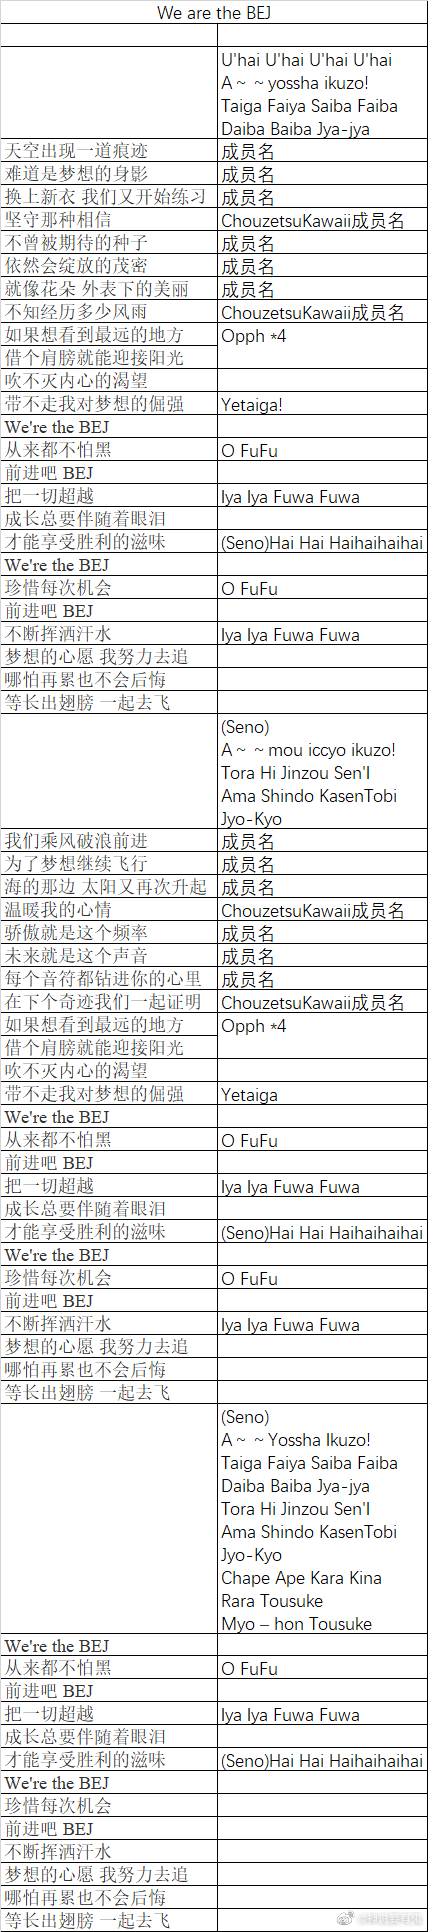 We are the BEJ
U'hai U'hai U'hai U'hai
A～～yossha ikuzo!
Taiga Faiya Saiba Faiba
Daiba Baiba Jya-jya
天空出现一道痕迹 成员名
难道是梦想的身影 成员名
换上新衣 我们又开始练习 成员名
坚守那种相信 ChouzetsuKawaii成员名
不曾被期待的种子 成员名
依然会绽放的茂密 成员名
就像花朵 外表下的美丽 成员名
不知经历多少风雨 ChouzetsuKawaii成员名
如果想看到最远的地方 Opph *4
借个肩膀就能迎接阳光
吹不灭内心的渴望
带不走我对梦想的倔强 Yetaiga!
We're the BEJ
从来都不怕黑 O FuFu
前进吧 BEJ
把一切超越 Iya Iya Fuwa Fuwa
成长总要伴随着眼泪
才能享受胜利的滋味 (Seno)Hai Hai Haihaihaihai
We're the BEJ
珍惜每次机会 O FuFu
前进吧 BEJ
不断挥洒汗水 Iya Iya Fuwa Fuwa
梦想的心愿 我努力去追
哪怕再累也不会后悔
等长出翅膀 一起去飞
(Seno)
A～～mou iccyo ikuzo!
Tora Hi Jinzou Sen'I
Ama Shindo KasenTobi
Jyo-Kyo
我们乘风破浪前进 成员名
为了梦想继续飞行 成员名
海的那边 太阳又再次升起 成员名
温暖我的心情 ChouzetsuKawaii成员名
骄傲就是这个频率 成员名
未来就是这个声音 成员名
每个音符都钻进你的心里 成员名
在下个奇迹我们一起证明 ChouzetsuKawaii成员名
如果想看到最远的地方 Opph *4
借个肩膀就能迎接阳光
吹不灭内心的渴望
带不走我对梦想的倔强 Yetaiga
We're the BEJ
从来都不怕黑 O FuFu
前进吧 BEJ
把一切超越 Iya Iya Fuwa Fuwa
成长总要伴随着眼泪
才能享受胜利的滋味 (Seno)Hai Hai Haihaihaihai
We're the BEJ
珍惜每次机会 O FuFu
前进吧 BEJ
不断挥洒汗水 Iya Iya Fuwa Fuwa
梦想的心愿 我努力去追
哪怕再累也不会后悔
等长出翅膀 一起去飞
(Seno)
A～～Yossha Ikuzo!
Taiga Faiya Saiba Faiba
Daiba Baiba Jya-jya
Tora Hi Jinzou Sen'I
Ama Shindo KasenTobi
Jyo-Kyo
Chape Ape Kara Kina
Rara Tousuke
Myo – hon Tousuke
We're the BEJ
从来都不怕黑 O FuFu
前进吧 BEJ
把一切超越 Iya Iya Fuwa Fuwa
成长总要伴随着眼泪
才能享受胜利的滋味 (Seno)Hai Hai Haihaihaihai
We're the BEJ
珍惜每次机会
前进吧 BEJ
不断挥洒汗水
梦想的心愿 我努力去追
哪怕再累也不会后悔
等长出翅膀 一起去飞